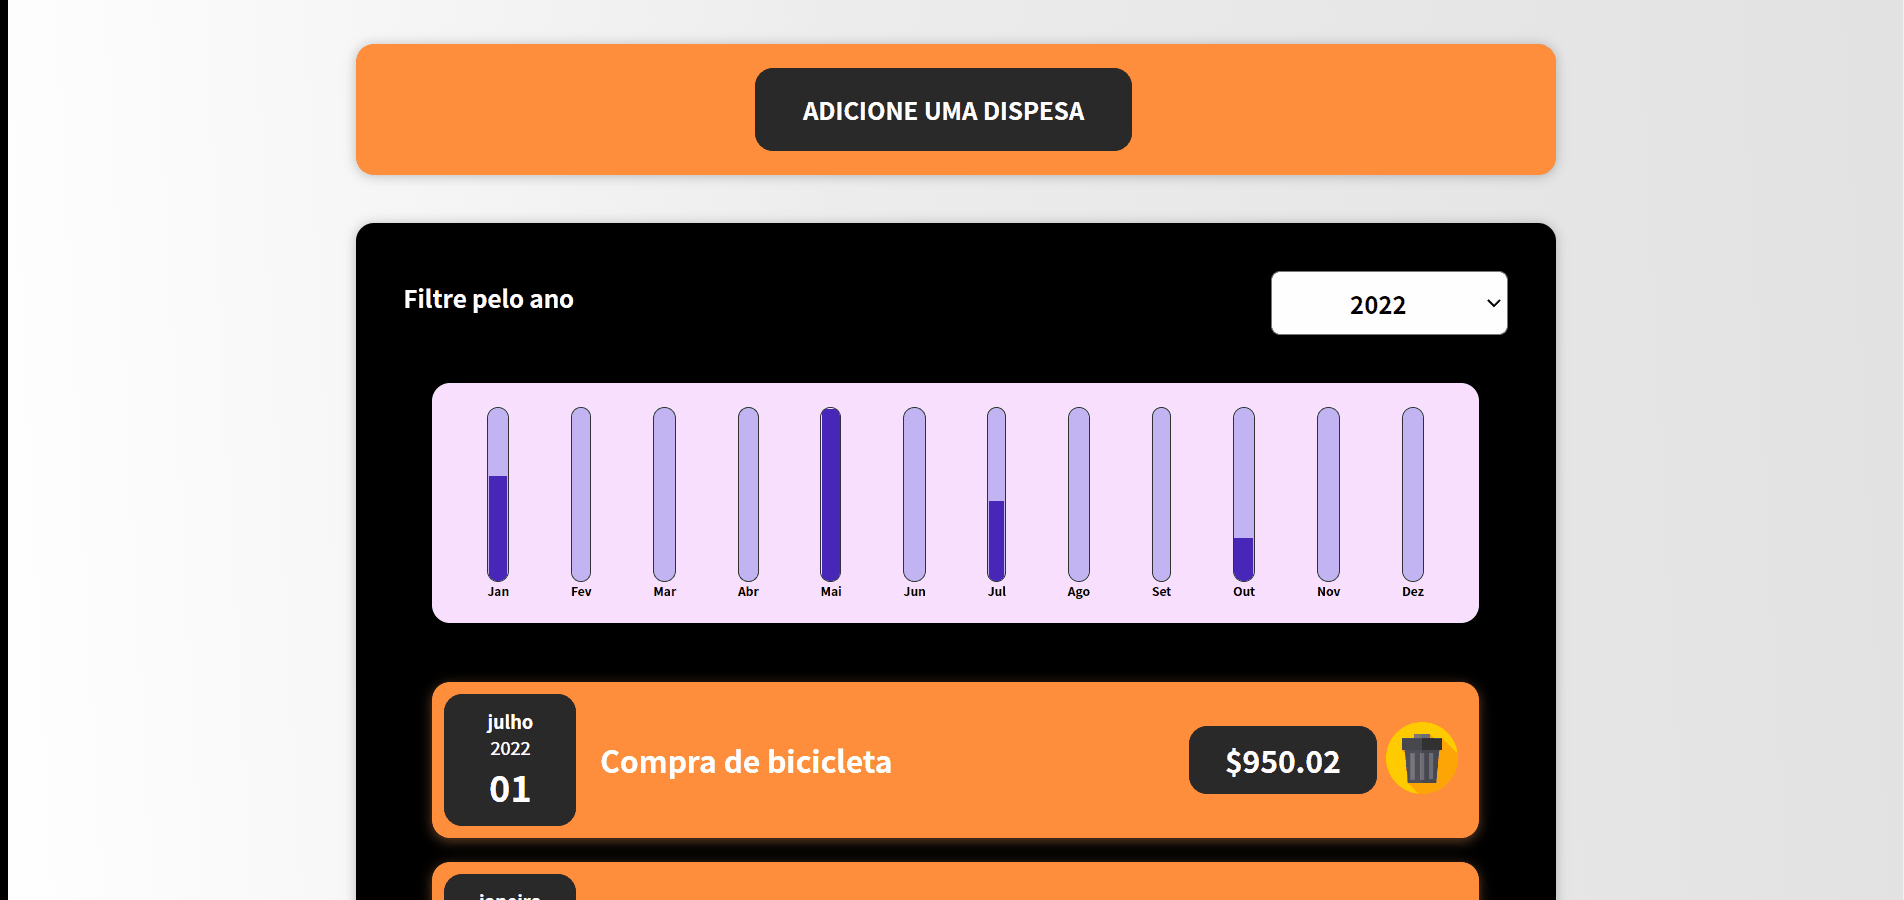 ADICIONE UMA DISPESA
Filtre pelo ano
2022
Jan Fev Mar Abr Mai Jun Jul Ago Set Out Nov Dez
julho
2022
01
Compra de bicicleta
$950.02